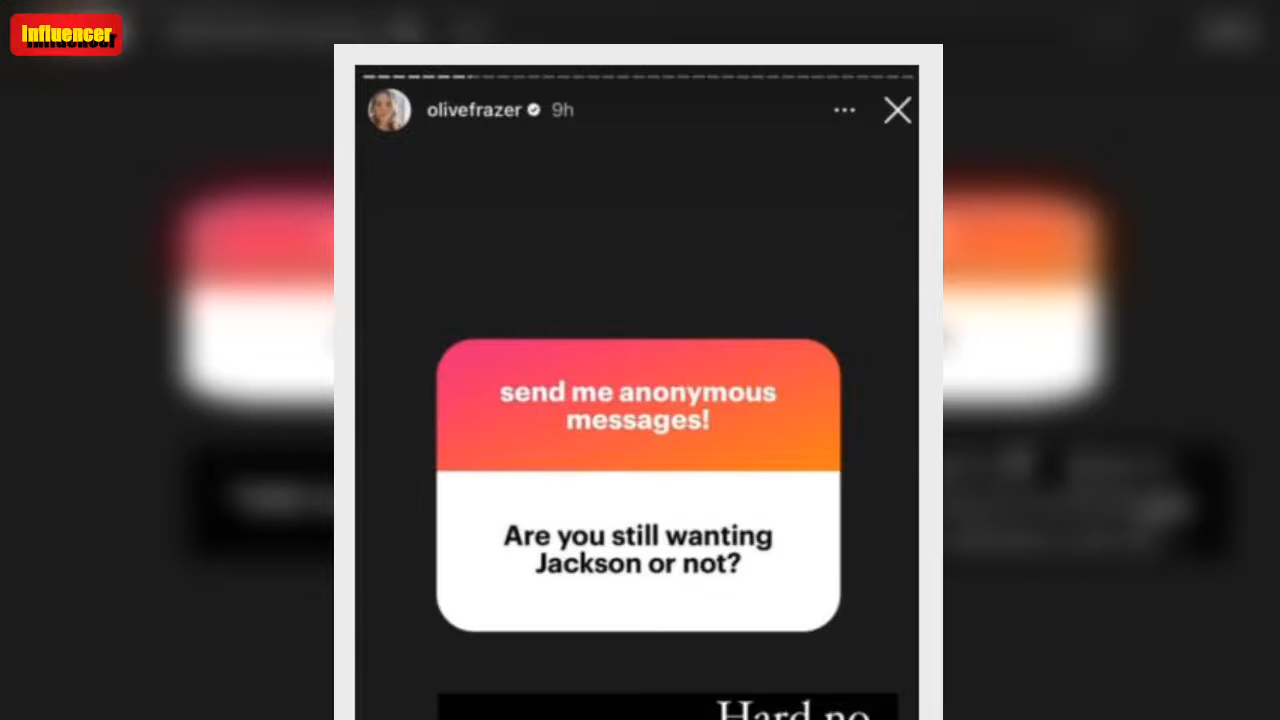 Influencer
olivefrazer 9h
send me anonymous
messages!
Are you still wanting
Jackson or not?
Hard no